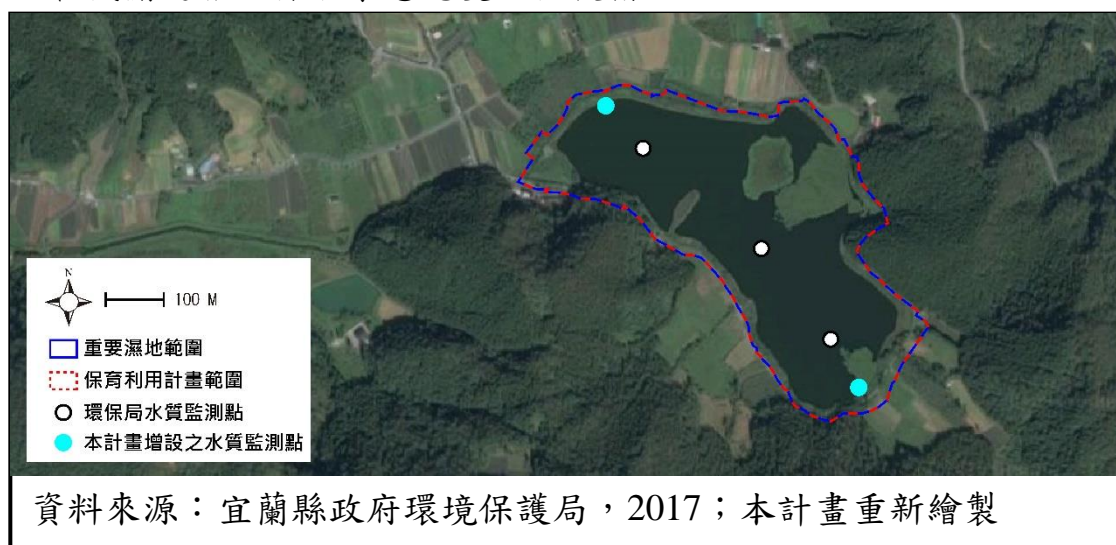 N
100 M
重要濕地範圍
保育利用計畫範圍
環保局水質監測點
本計畫增設之水質監測點
資料來源：宜蘭縣政府環境保護局，2017；本計畫重新繪製